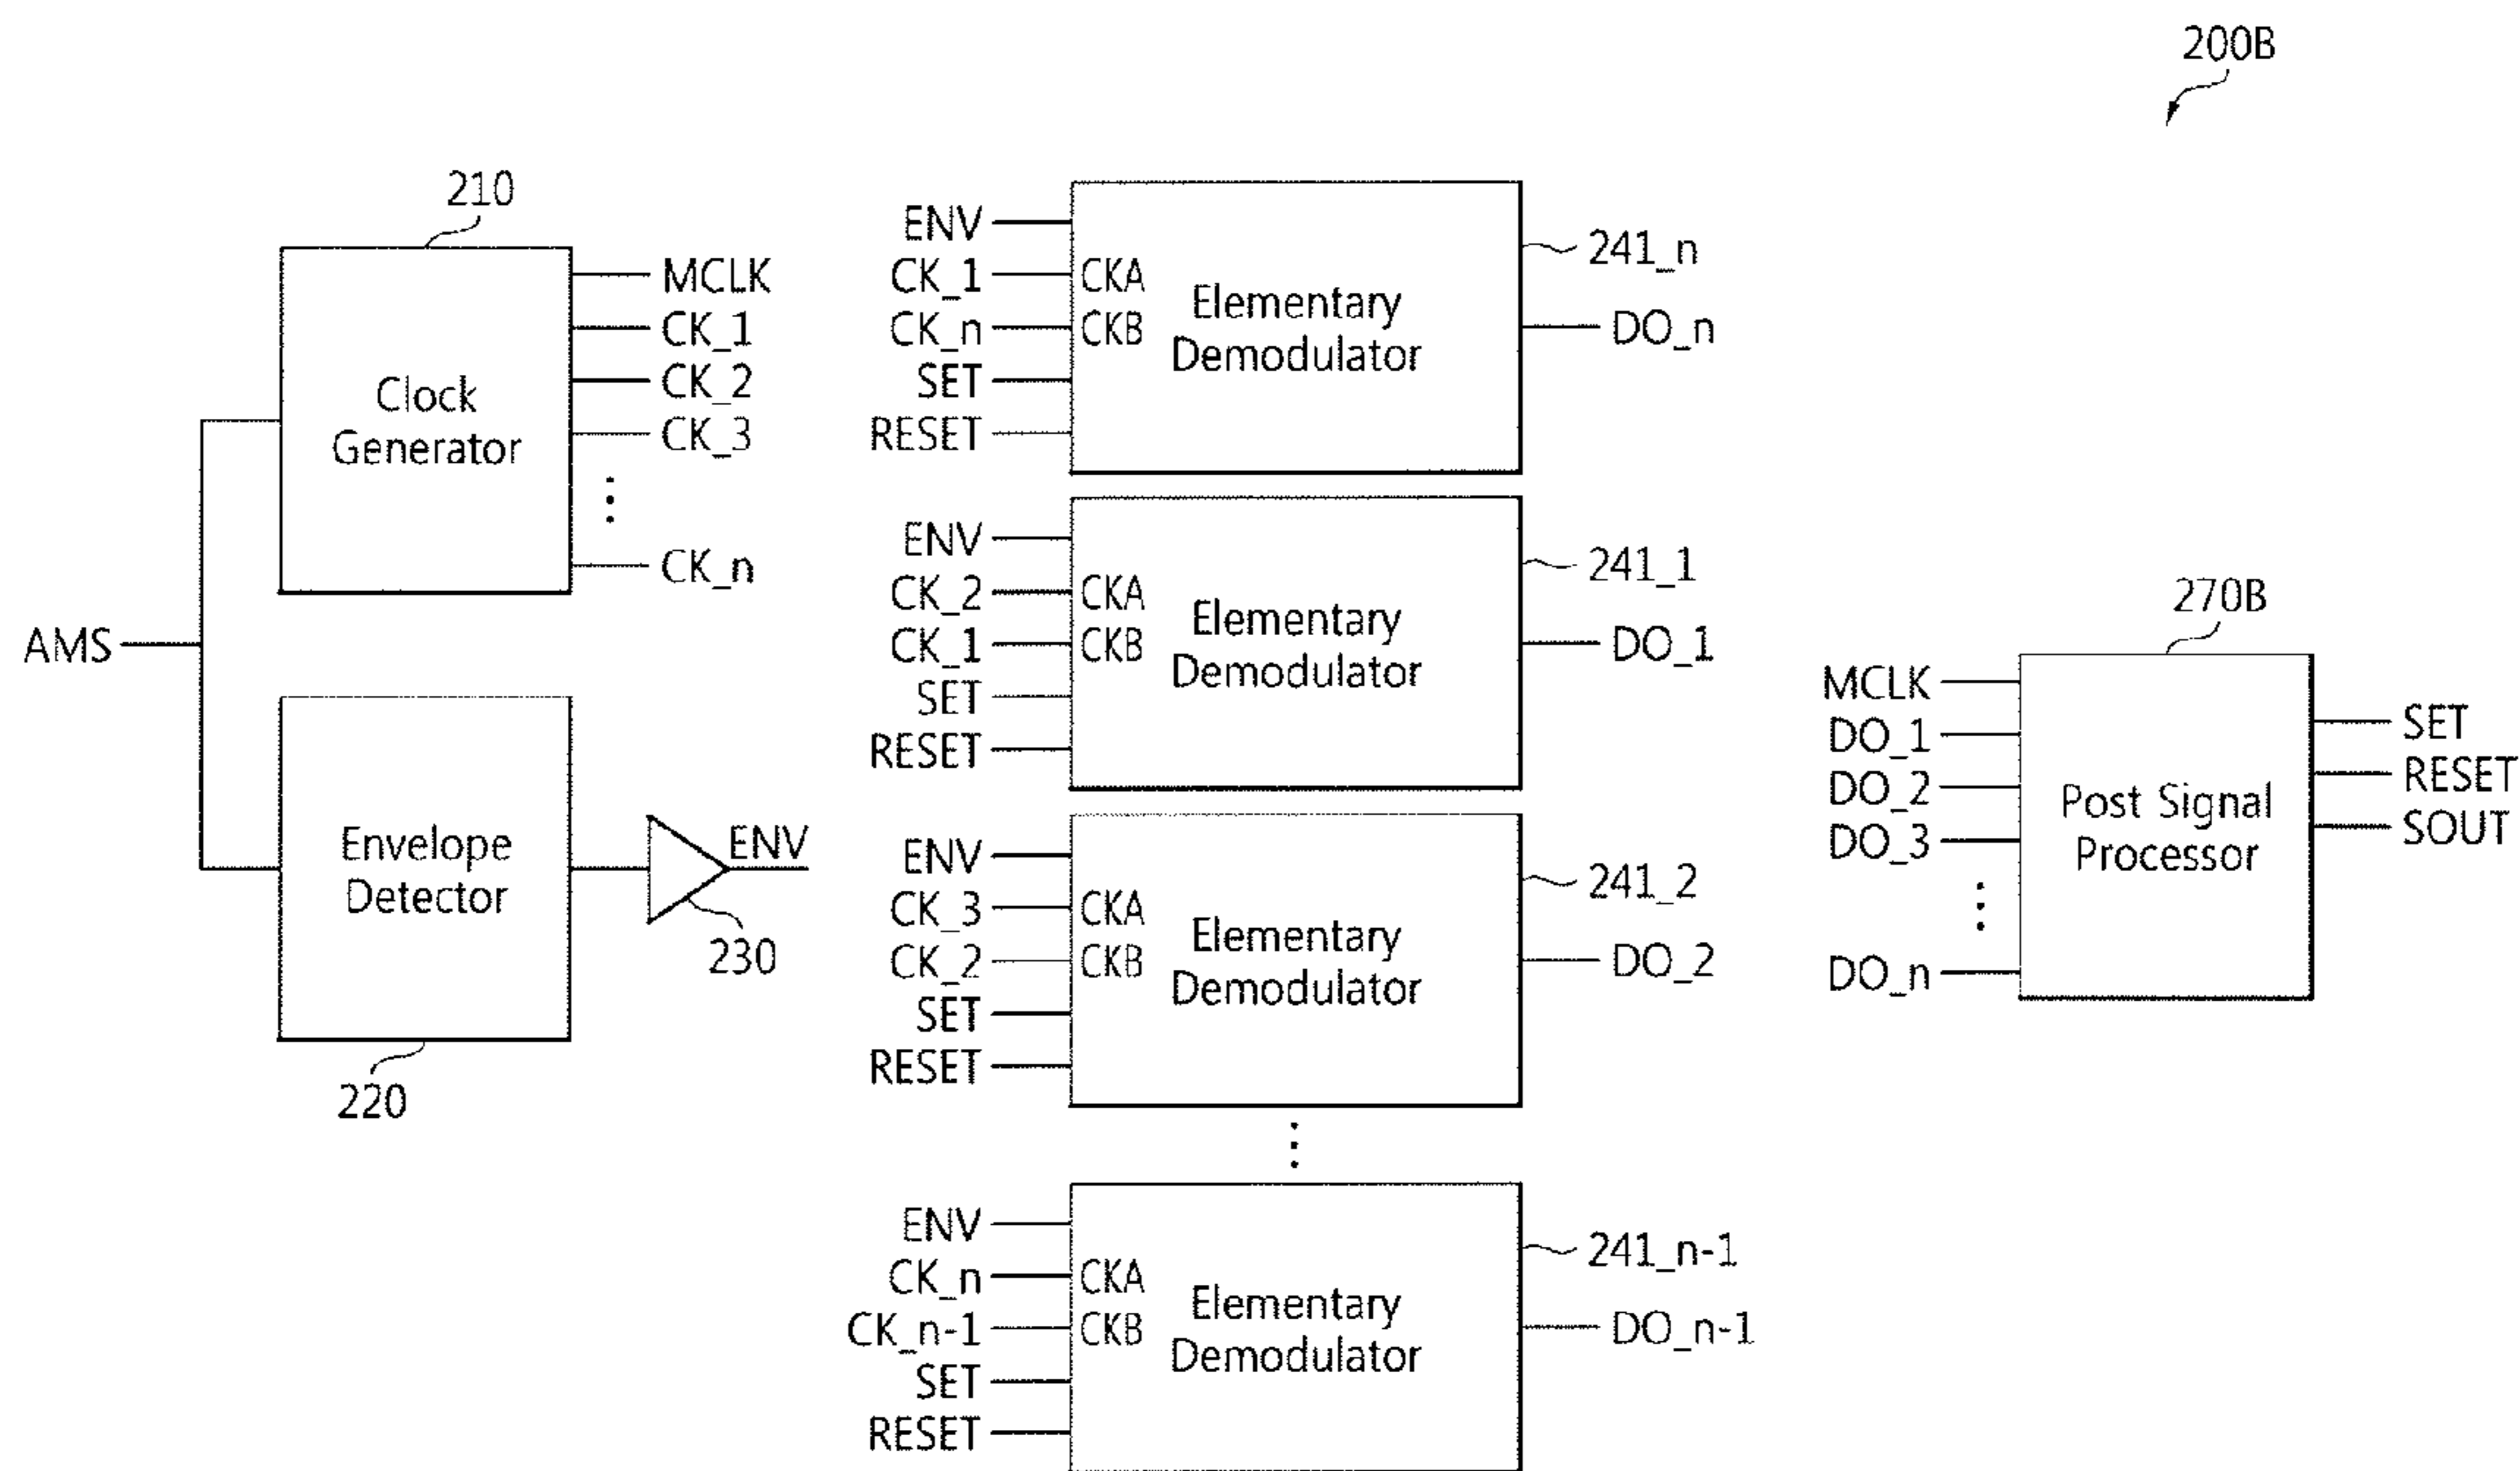 200B
210
Clock
Generator
MCLK
CK_1
CK_2
CK_3
CK_n
AMS
Envelope
Detector
220
ENV
230
ENV
CK_1 CKA
CK_n CKB
SET
RESET
Elementary
Demodulator
241_n
DO_n
ENV
CK_2 CKA
CK_1 CKB
SET
RESET
Elementary
Demodulator
241_1
DO_1
ENV
CK_3 CKA
CK_2 CKB
SET
RESET
Elementary
Demodulator
241_2
DO_2
ENV
CK_n CKA
CK_n-1 CKB
SET
RESET
Elementary
Demodulator
241_n-1
DO_n-1
270B
MCLK
DO_1
DO_2
DO_3
DO_n
Post Signal
Processor
SET
RESET
SOUT